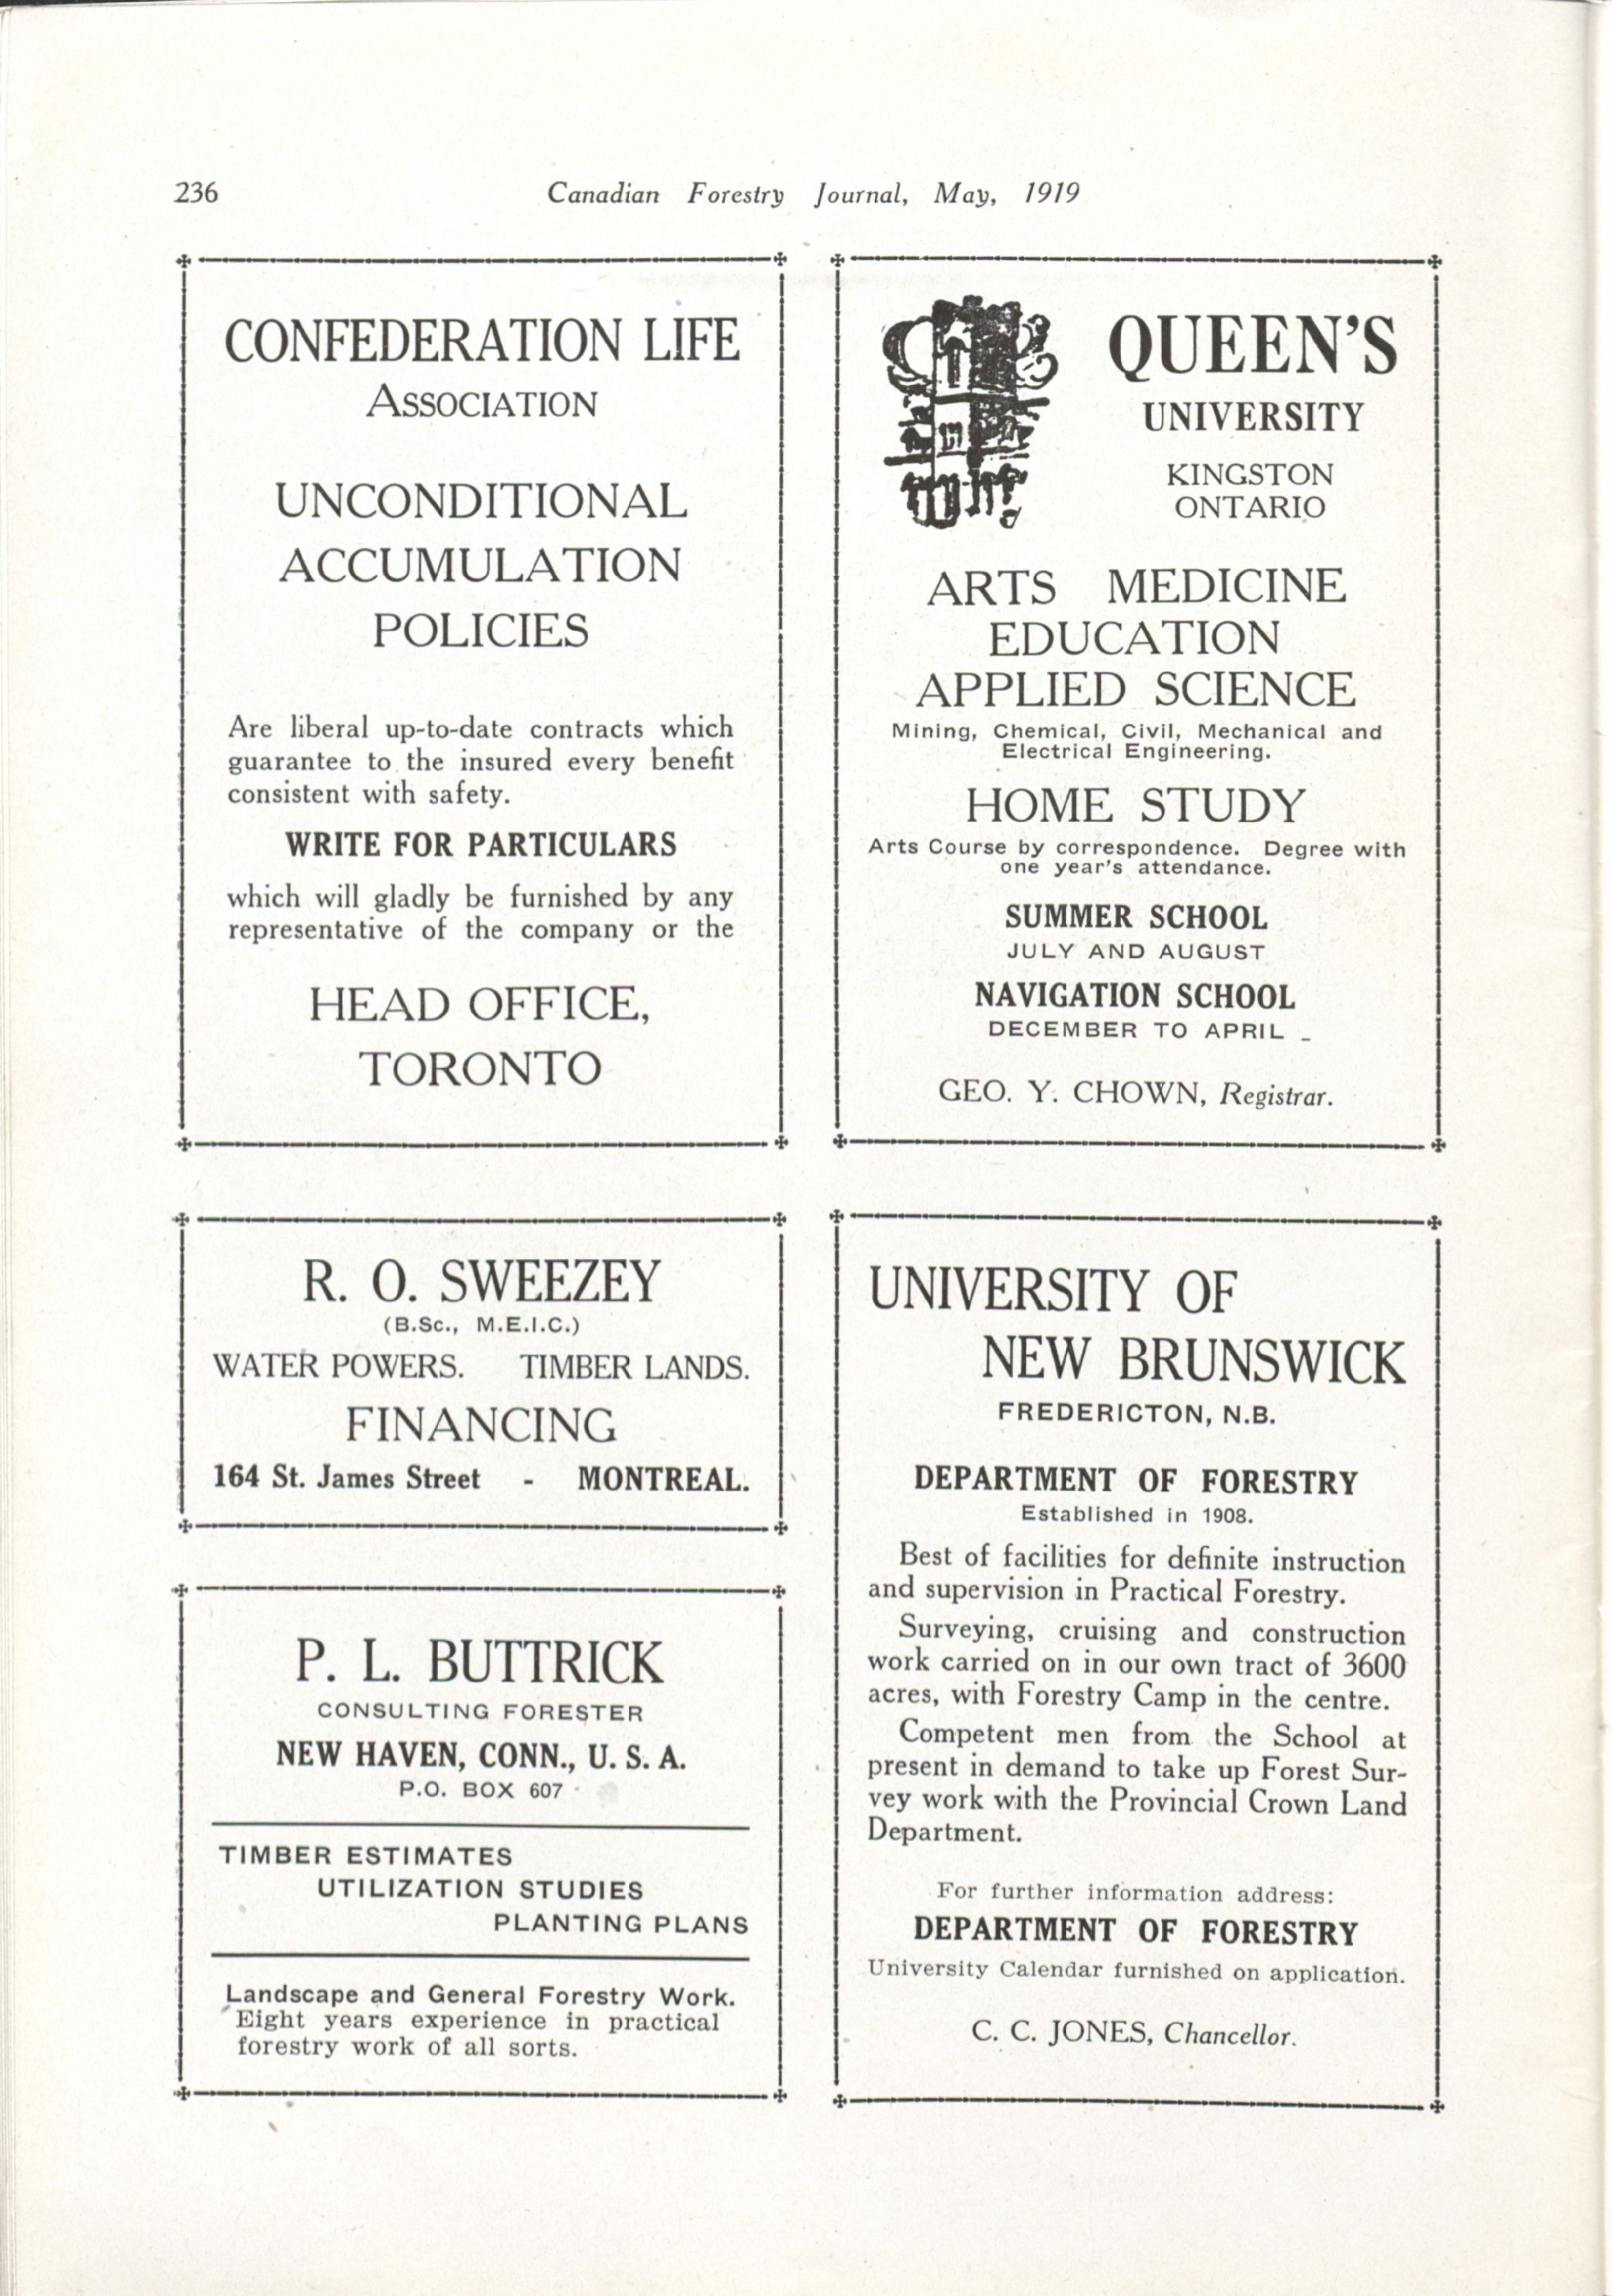 236
Canadian Forestry Journal, May, 1919
CONFEDERATION LIFE
ASSOCIATION
UNCONDITIONAL
ACCUMULATION
POLICIES
Are liberal up-to-date contracts which
guarantee to the insured every benefit
consistent with safety.
WRITE FOR PARTICULARS
which will gladly be furnished by any
representative of the company or the
HEAD OFFICE,
TORONTO
QUEEN'S
UNIVERSITY
KINGSTON
ONTARIO
ARTS MEDICINE
EDUCATION
APPLIED SCIENCE
Mining, Chemical, Civil, Mechanical and
Electrical Engineering.
HOME STUDY
Arts Course by correspondence. Degree with
one year's attendance.
SUMMER SCHOOL
JULY AND AUGUST
NAVIGATION SCHOOL
DECEMBER TO APRIL
GEO. Y. CHOWN, Registrar.
R. O. SWEEZEY
(B.Sc., M.E.I.C.)
WATER POWERS. TIMBER LANDS.
FINANCING
164 St. James Street - MONTREAL.
P. L. BUTTRICK
CONSULTING FORESTER
NEW HAVEN, CONN., U. S. A.
P.O. BOX 607
TIMBER ESTIMATES
UTILIZATION STUDIES
PLANTING PLANS
Landscape and General Forestry Work.
Eight years experience in practical
forestry work of all sorts.
UNIVERSITY OF
NEW BRUNSWICK
FREDERICTON, N.B.
DEPARTMENT OF FORESTRY
Established in 1908.
Best of facilities for definite instruction
and supervision in Practical Forestry.
Surveying, cruising and construction
work carried on in our own tract of 3600
acres, with Forestry Camp in the centre.
Competent men from the School at
present in demand to take up Forest Sur-
vey work with the Provincial Crown Land
Department.
For further information address:
DEPARTMENT OF FORESTRY
University Calendar furnished on application.
C. C. JONES, Chancellor.